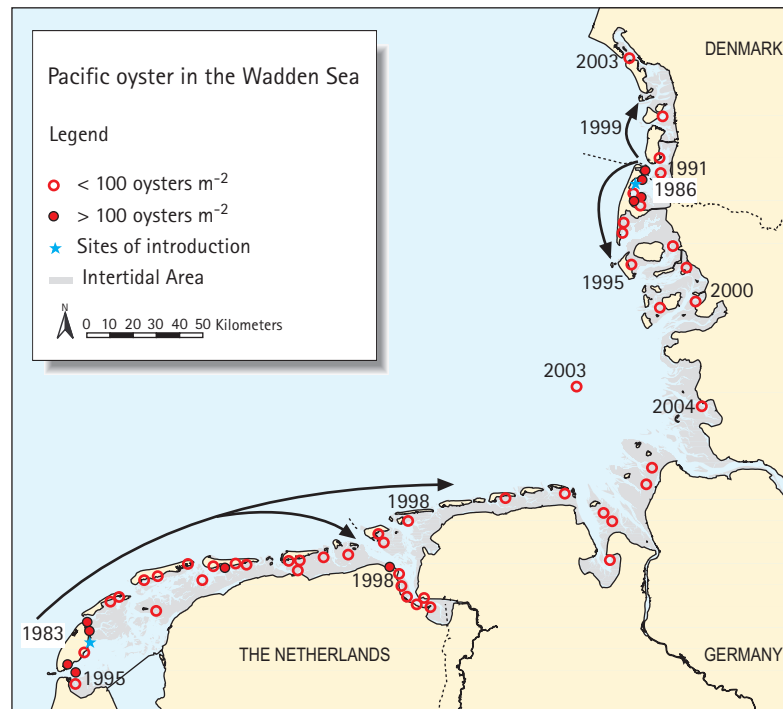 Pacific oyster in the Wadden Sea
Legend
< 100 oysters m-2
> 100 oysters m-2
Sites of introduction
Intertidal Area
N
0 10 20 30 40 50 Kilometers
DENMARK
2003
1999
1991
1986
1995
2000
2003
2004
1998
1998
1983
1995
THE NETHERLANDS
GERMANY